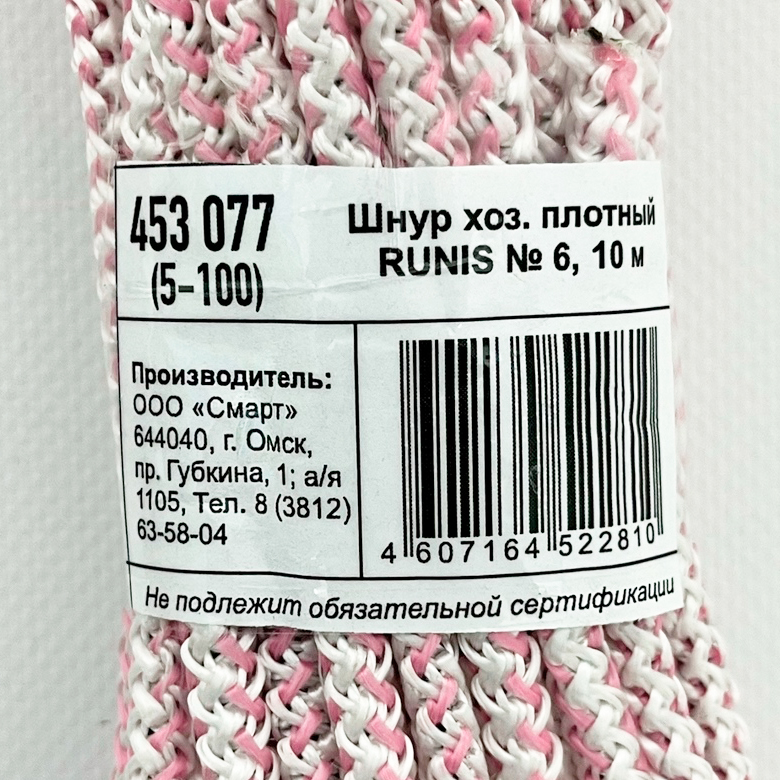 453 077
(5-100)
Шнур хоз. плотный
RUNIS № 6, 10 м
Производитель:
ООО «Смарт»
644040, г. Омск,
пр. Губкина, 1; а/я
1105, Тел. 8 (3812)
63-58-04
4 607164 522810
Не подлежит обязательной сертификации